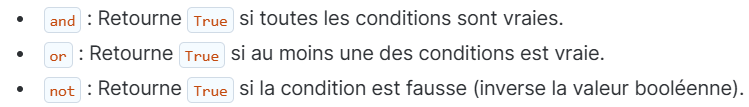 • and : Retourne True si toutes les conditions sont vraies.
• or : Retourne True si au moins une des conditions est vraie.
• not : Retourne True si la condition est fausse (inverse la valeur booléenne).